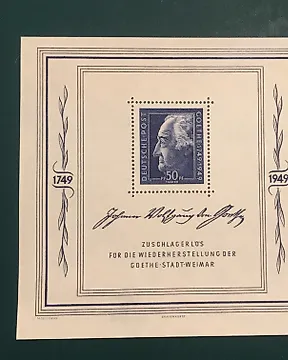 DEUTSCHE POST
GOETHE 1749-1949
50
1749
1949
Johann Wolfgang von Goethe
ZUSCHLAGERLÖS
FÜR DIE WIEDERHERSTELLUNG DER
GOETHE-STADT-WEIMAR